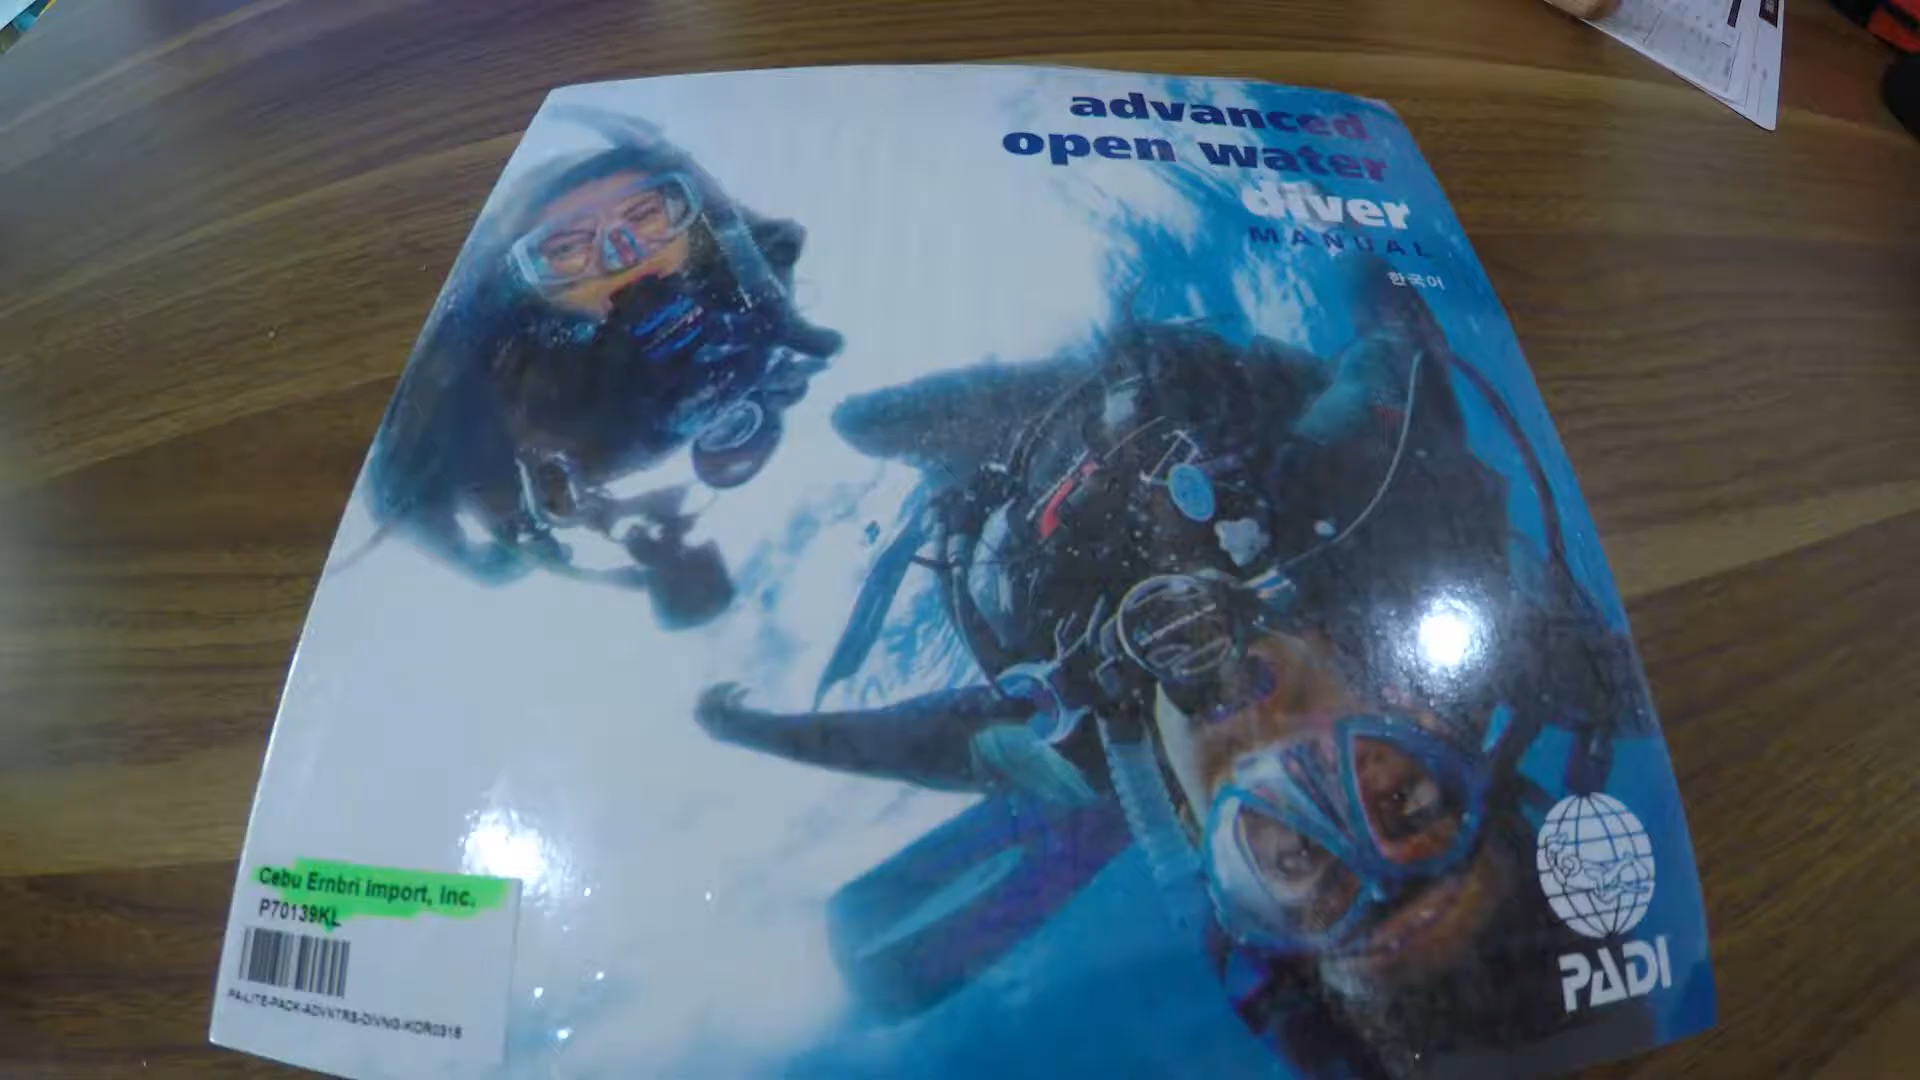 advanced
open water
diver
MANUAL
한국어
Cebu Ernbri Import, Inc.
P70139KL
PA-LITE-PACK-ADVNTRS-DIVNG-KOR0316
PADI